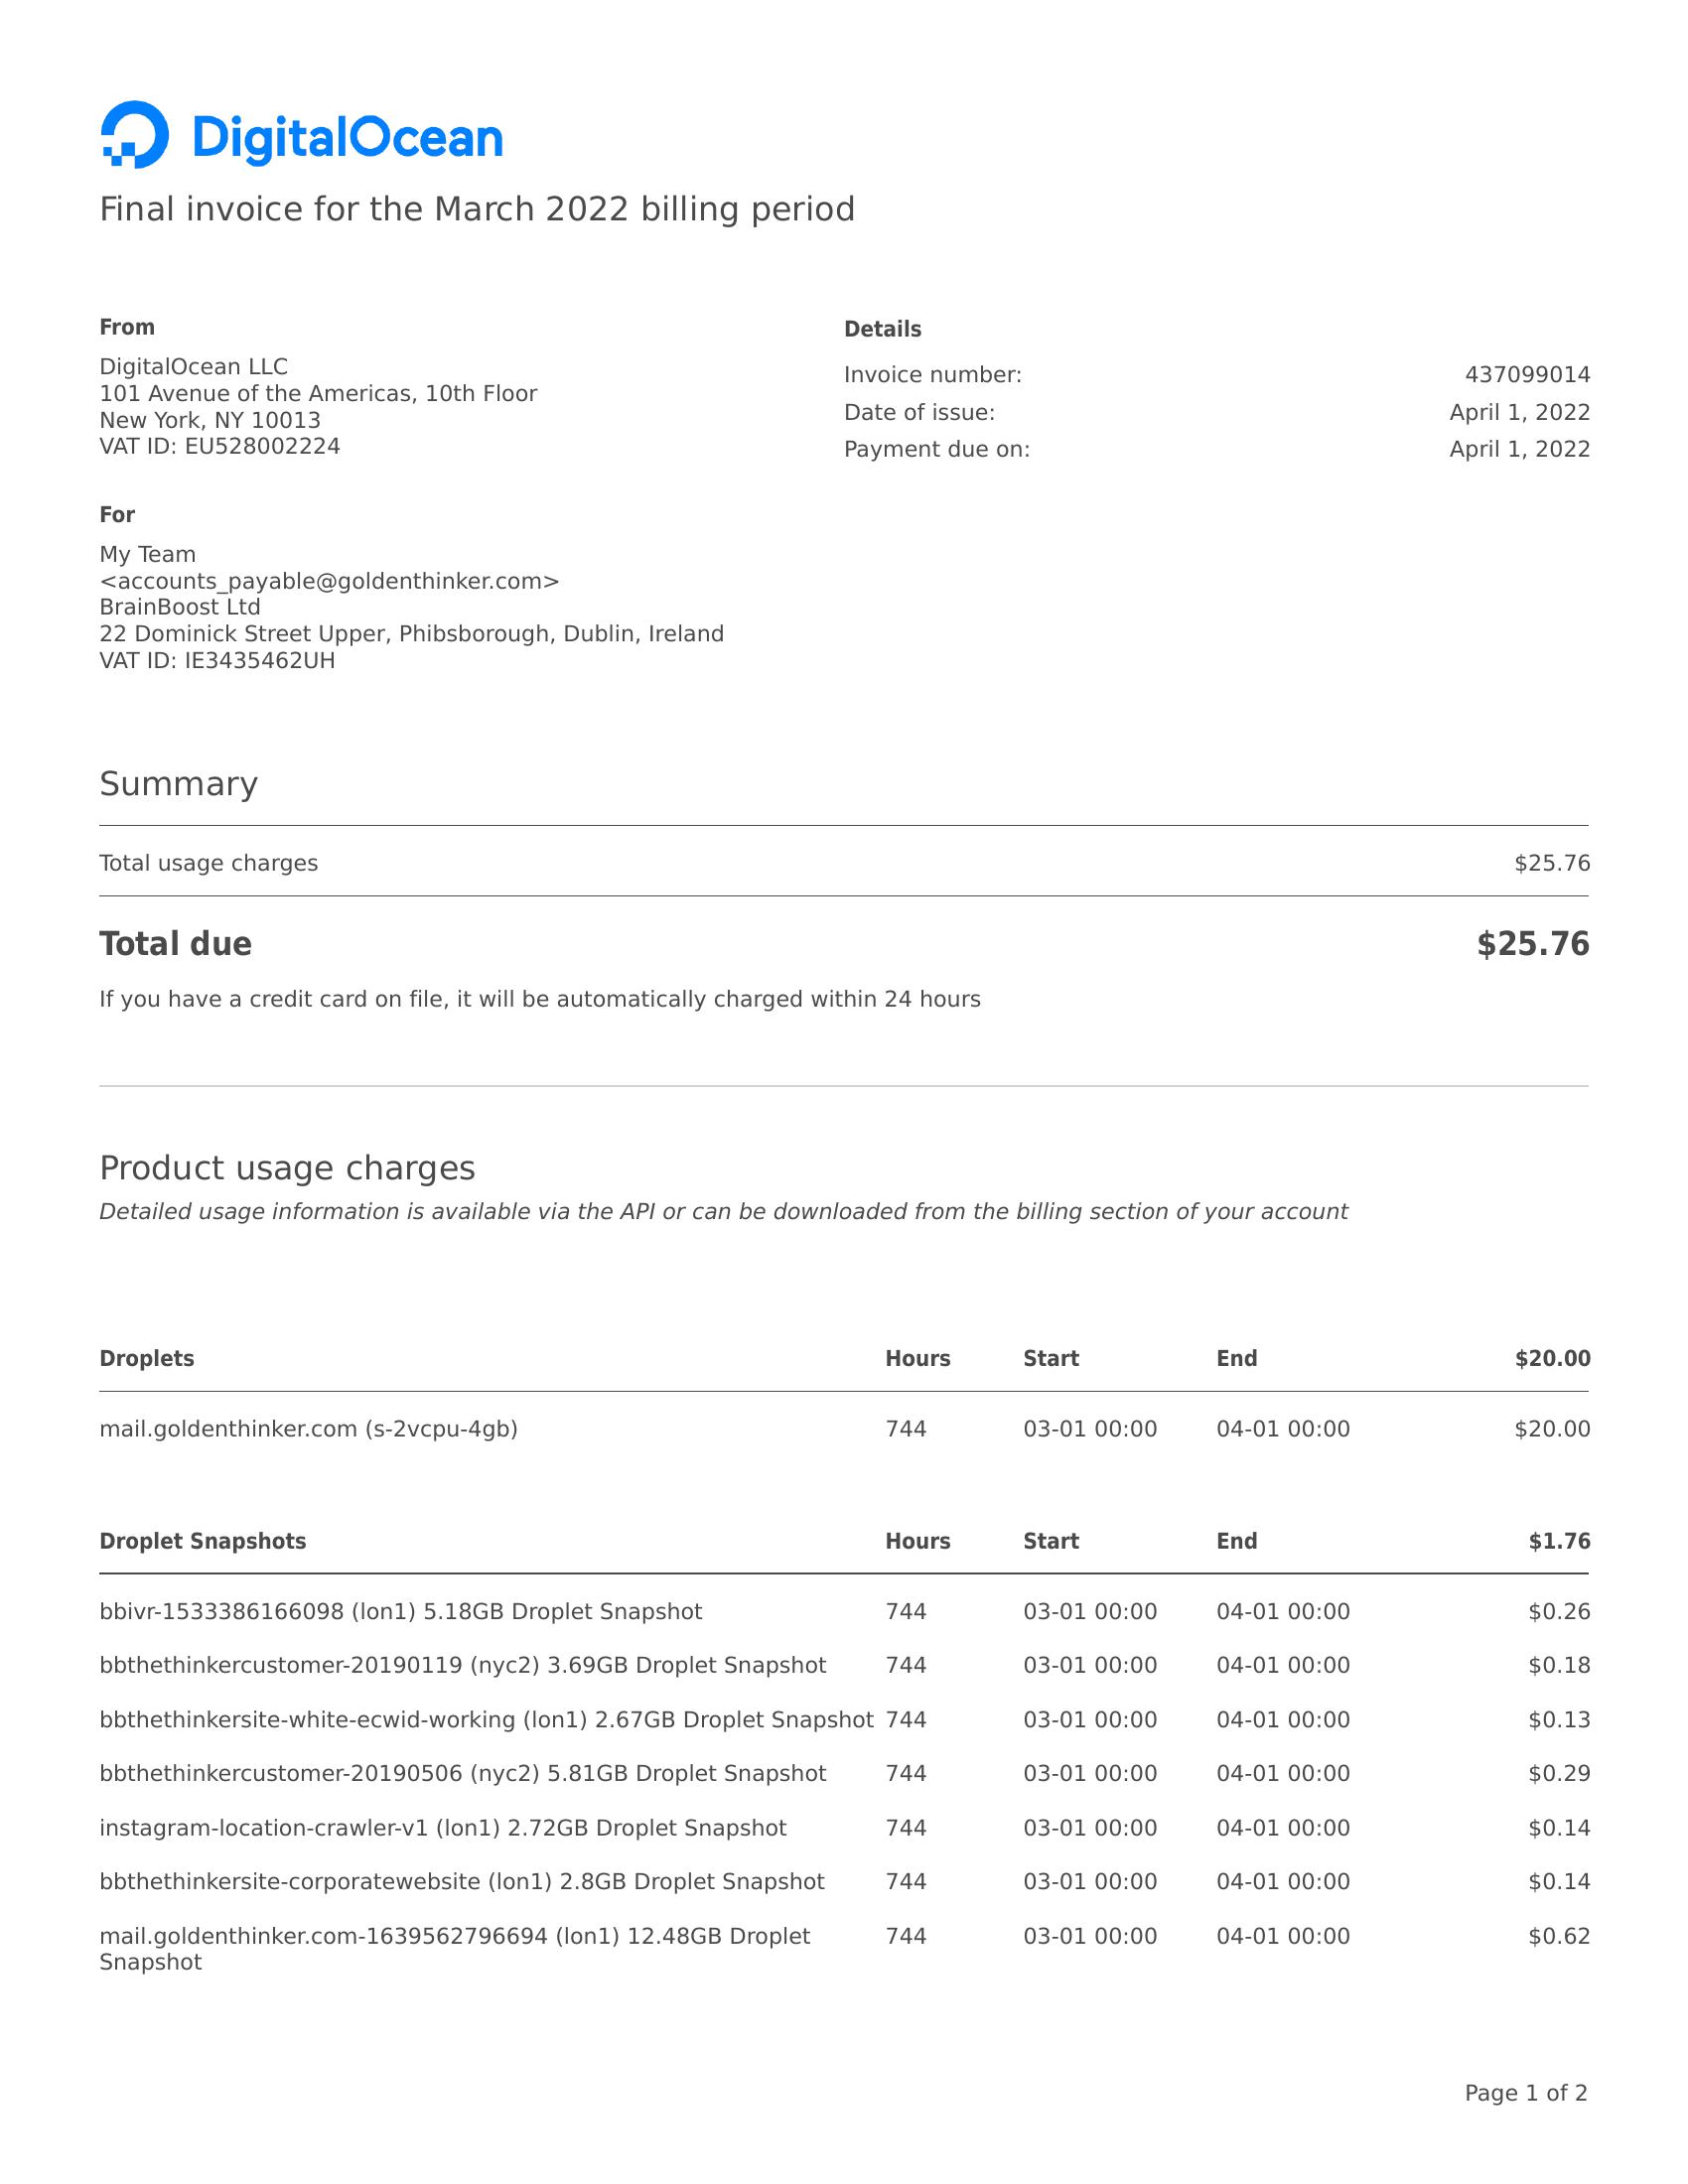 DigitalOcean
Final invoice for the March 2022 billing period
From
DigitalOcean LLC
101 Avenue of the Americas, 10th Floor
New York, NY 10013
VAT ID: EU528002224
Details
Invoice number: 437099014
Date of issue: April 1, 2022
Payment due on: April 1, 2022
For
My Team
<accounts_payable@goldenthinker.com>
BrainBoost Ltd
22 Dominick Street Upper, Phibsborough, Dublin, Ireland
VAT ID: IE3435462UH
Summary
Total usage charges $25.76
Total due $25.76
If you have a credit card on file, it will be automatically charged within 24 hours
Product usage charges
Detailed usage information is available via the API or can be downloaded from the billing section of your account
Droplets Hours Start End $20.00
mail.goldenthinker.com (s-2vcpu-4gb) 744 03-01 00:00 04-01 00:00 $20.00
Droplet Snapshots Hours Start End $1.76
bbivr-1533386166098 (lon1) 5.18GB Droplet Snapshot 744 03-01 00:00 04-01 00:00 $0.26
bbthethinkercustomer-20190119 (nyc2) 3.69GB Droplet Snapshot 744 03-01 00:00 04-01 00:00 $0.18
bbthethinkersite-white-ecwid-working (lon1) 2.67GB Droplet Snapshot 744 03-01 00:00 04-01 00:00 $0.13
bbthethinkercustomer-20190506 (nyc2) 5.81GB Droplet Snapshot 744 03-01 00:00 04-01 00:00 $0.29
instagram-location-crawler-v1 (lon1) 2.72GB Droplet Snapshot 744 03-01 00:00 04-01 00:00 $0.14
bbthethinkersite-corporatewebsite (lon1) 2.8GB Droplet Snapshot 744 03-01 00:00 04-01 00:00 $0.14
mail.goldenthinker.com-1639562796694 (lon1) 12.48GB Droplet 744 03-01 00:00 04-01 00:00 $0.62
Snapshot
Page 1 of 2